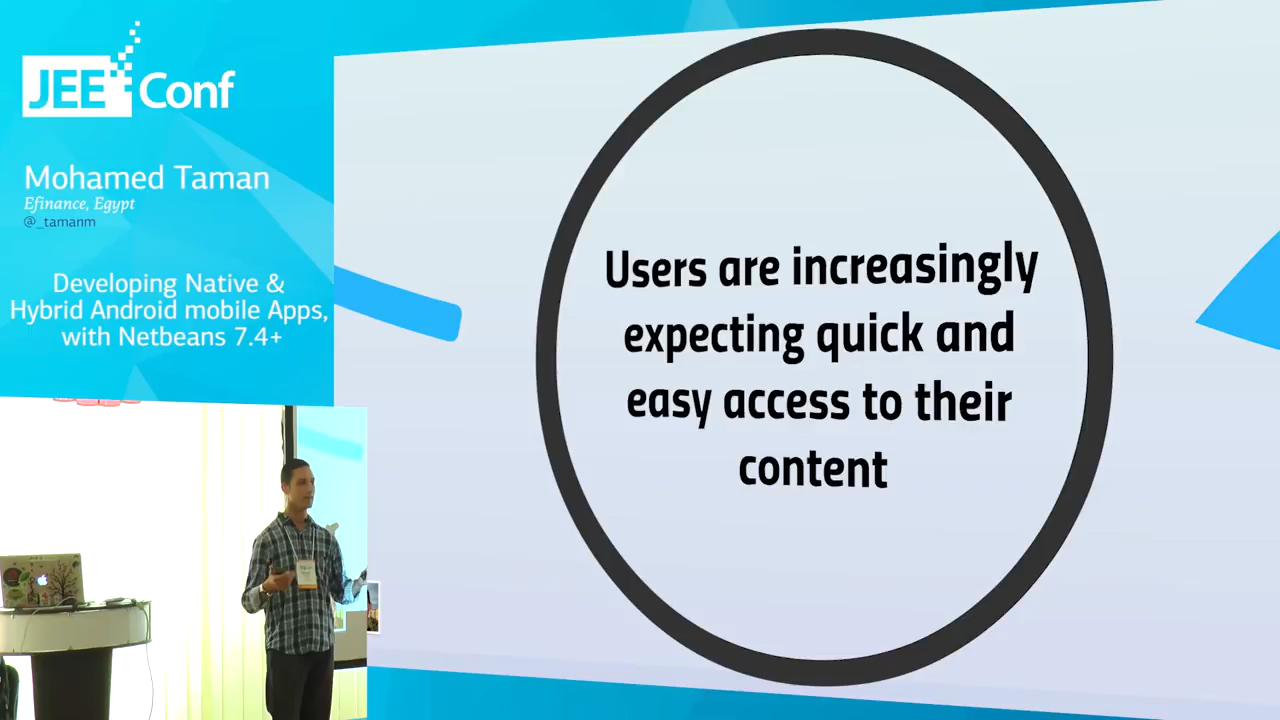 JEE Conf
Mohamed Taman
Efinance, Egypt
@_tamanm
Developing Native &
Hybrid Android mobile Apps,
with Netbeans 7.4+
Users are increasingly
expecting quick and
easy access to their
content